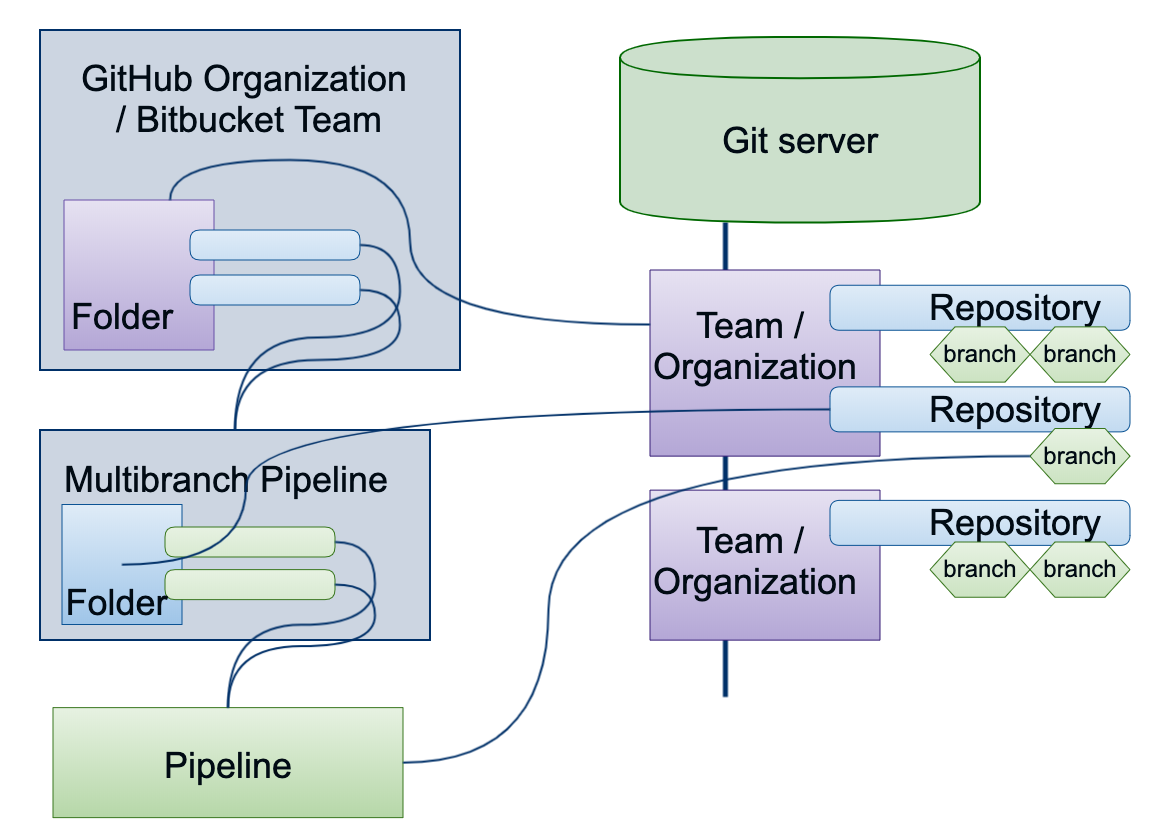 GitHub Organization
/ Bitbucket Team
Folder
Multibranch Pipeline
Folder
Pipeline
Git server
Team /
Organization
Repository
branch branch
Repository
branch
Team /
Organization
Repository
branch branch